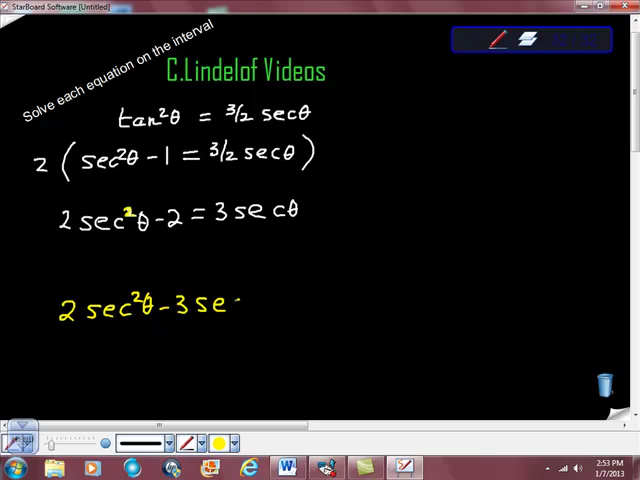 StarBoard Software [Untitled]
Solve each equation on the interval
C.Lindelof Videos
tan²θ = 3/2 secθ
2 ( sec²θ - 1 = 3/2 secθ )
2 sec²θ - 2 = 3 secθ
2 sec²θ - 3 se
2:53 PM
1/7/2013